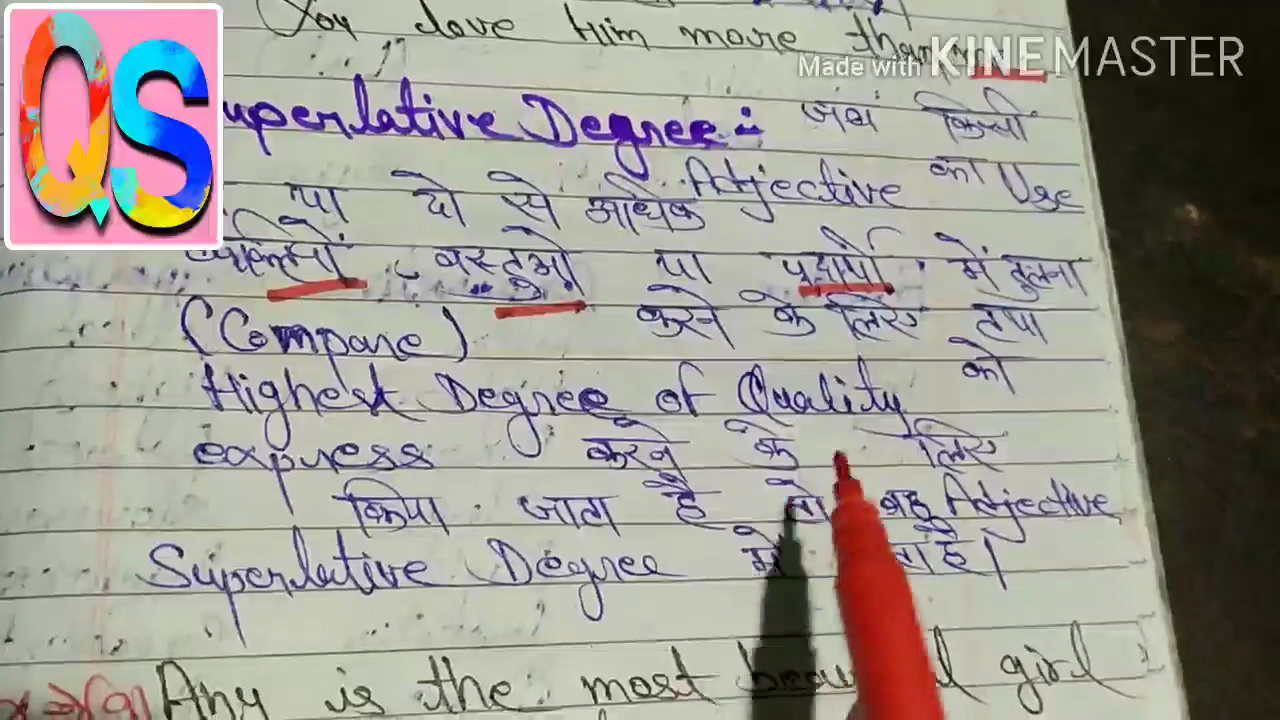 You love Him more than
Made with KINEMASTER
QS
uperlative Degree :- जब किसी
Adjective का Use
या दो से अधिक
व्यक्तियों, वस्तुओं या पदार्थों में तुलना
(Compare) करने के लिए तथा
Highest Degree of Quality को
express करने के लिए
किया जाता है तो वह Adjective
Superlative Degree में है।
Any is the most girl